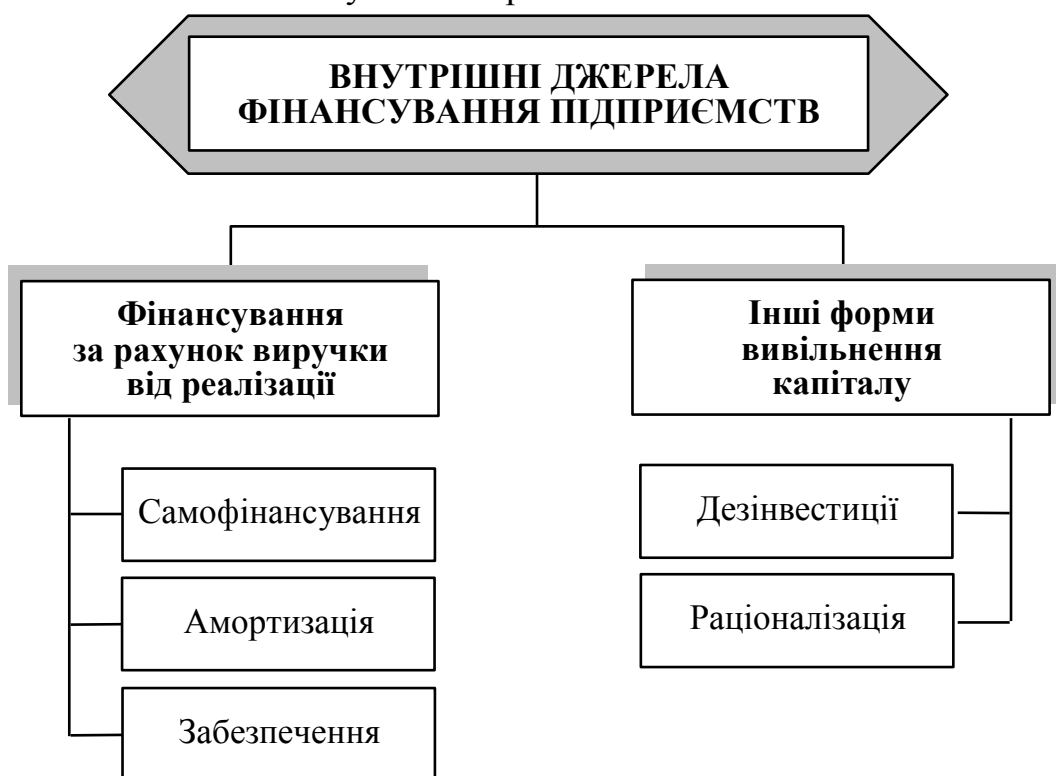 ВНУТРІШНІ ДЖЕРЕЛА
ФІНАНСУВАННЯ ПІДПРИЄМСТВ
Фінансування
за рахунок виручки
від реалізації
Самофінансування
Амортизація
Забезпечення
Інші форми
вивільнення
капіталу
Дезінвестиції
Раціоналізація